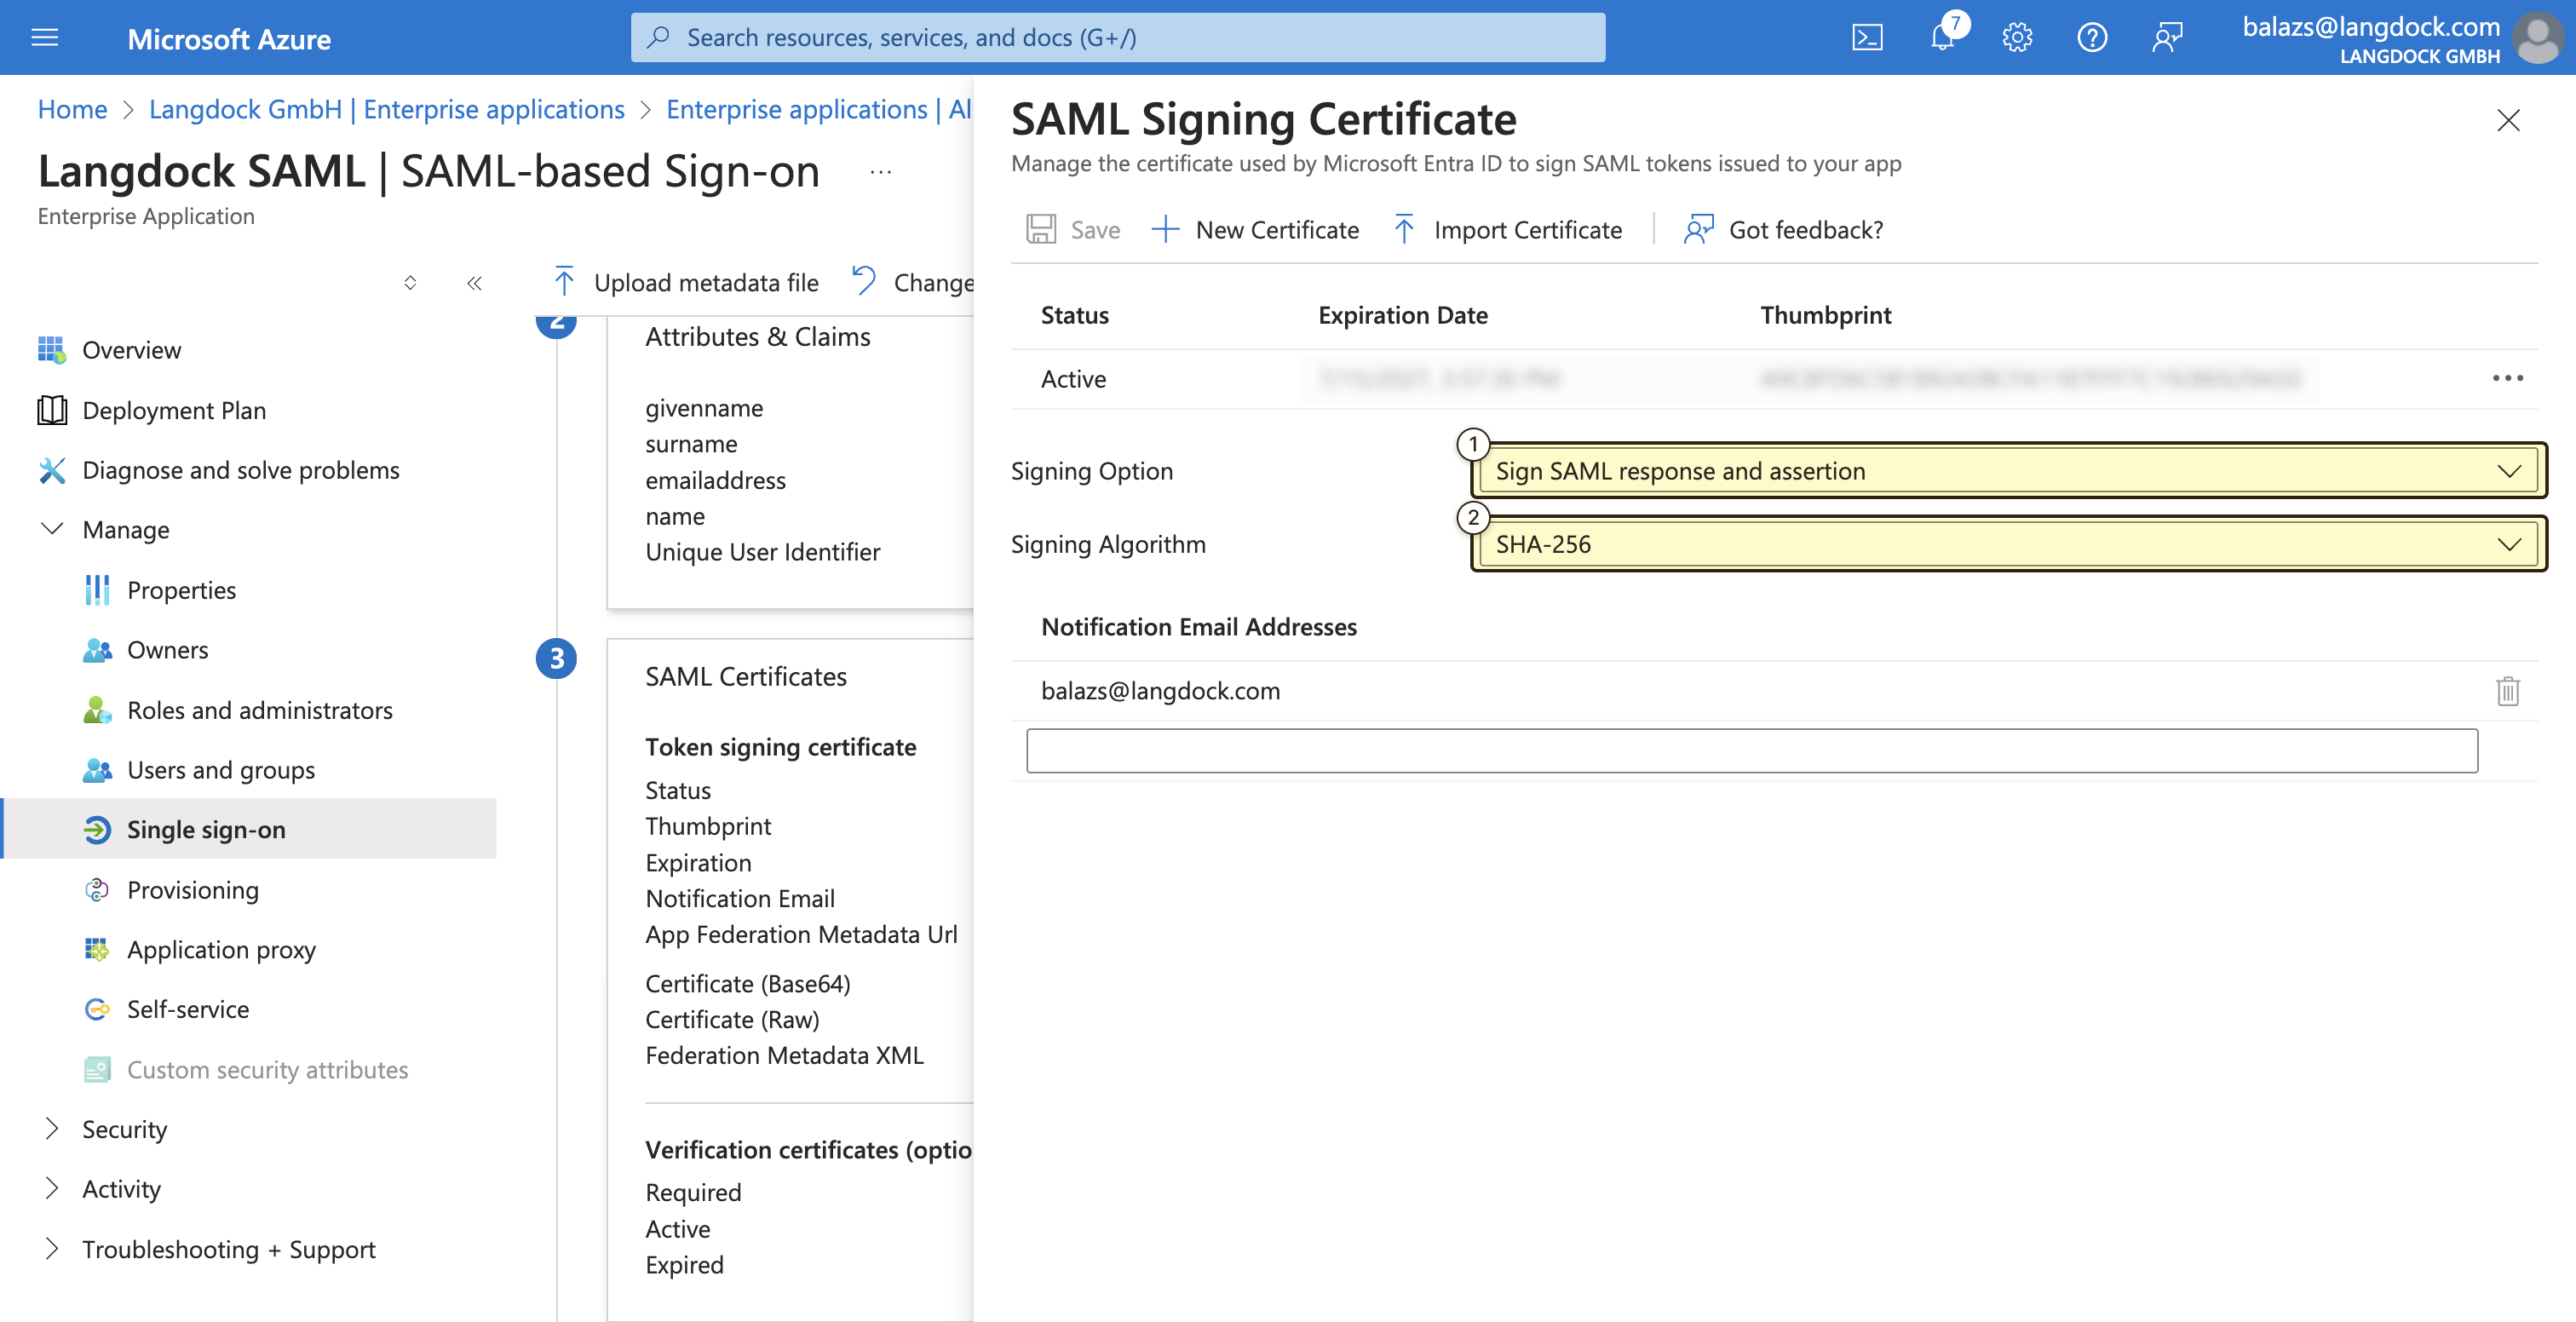 Microsoft Azure
Search resources, services, and docs (G+/)
7
balazs@langdock.com
LANGDOCK GMBH
Home > Langdock GmbH | Enterprise applications > Enterprise applications | Al
Langdock SAML | SAML-based Sign-on ...
Enterprise Application
Overview
Deployment Plan
Diagnose and solve problems
Manage
Properties
Owners
Roles and administrators
Users and groups
Single sign-on
Provisioning
Application proxy
Self-service
Custom security attributes
Security
Activity
Troubleshooting + Support
Upload metadata file
Change
2
Attributes & Claims
givenname
surname
emailaddress
name
Unique User Identifier
3
SAML Certificates
Token signing certificate
Status
Thumbprint
Expiration
Notification Email
App Federation Metadata Url
Certificate (Base64)
Certificate (Raw)
Federation Metadata XML
Verification certificates (optio
Required
Active
Expired
SAML Signing Certificate
Manage the certificate used by Microsoft Entra ID to sign SAML tokens issued to your app
Save
New Certificate
Import Certificate
Got feedback?
Status Expiration Date Thumbprint
Active
1
Signing Option Sign SAML response and assertion
2
Signing Algorithm SHA-256
Notification Email Addresses
balazs@langdock.com